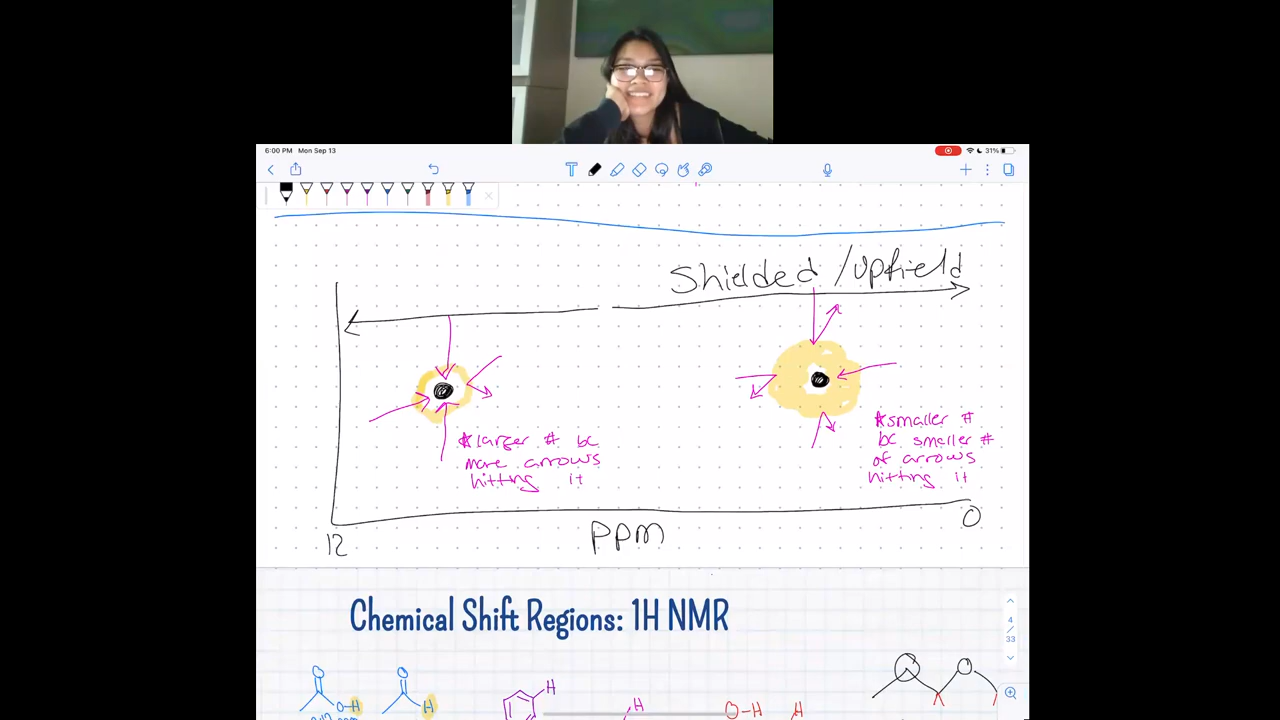 6:00 PM Mon Sep 13
31%
T
Shielded/Upfield
*larger # bc
more arrows
hitting it
*smaller #
bc smaller #
of arrows
hitting it
12
ppm
0
Chemical Shift Regions: 1H NMR
4
/
33
O
O
O-H
H
H
H
O-H
H